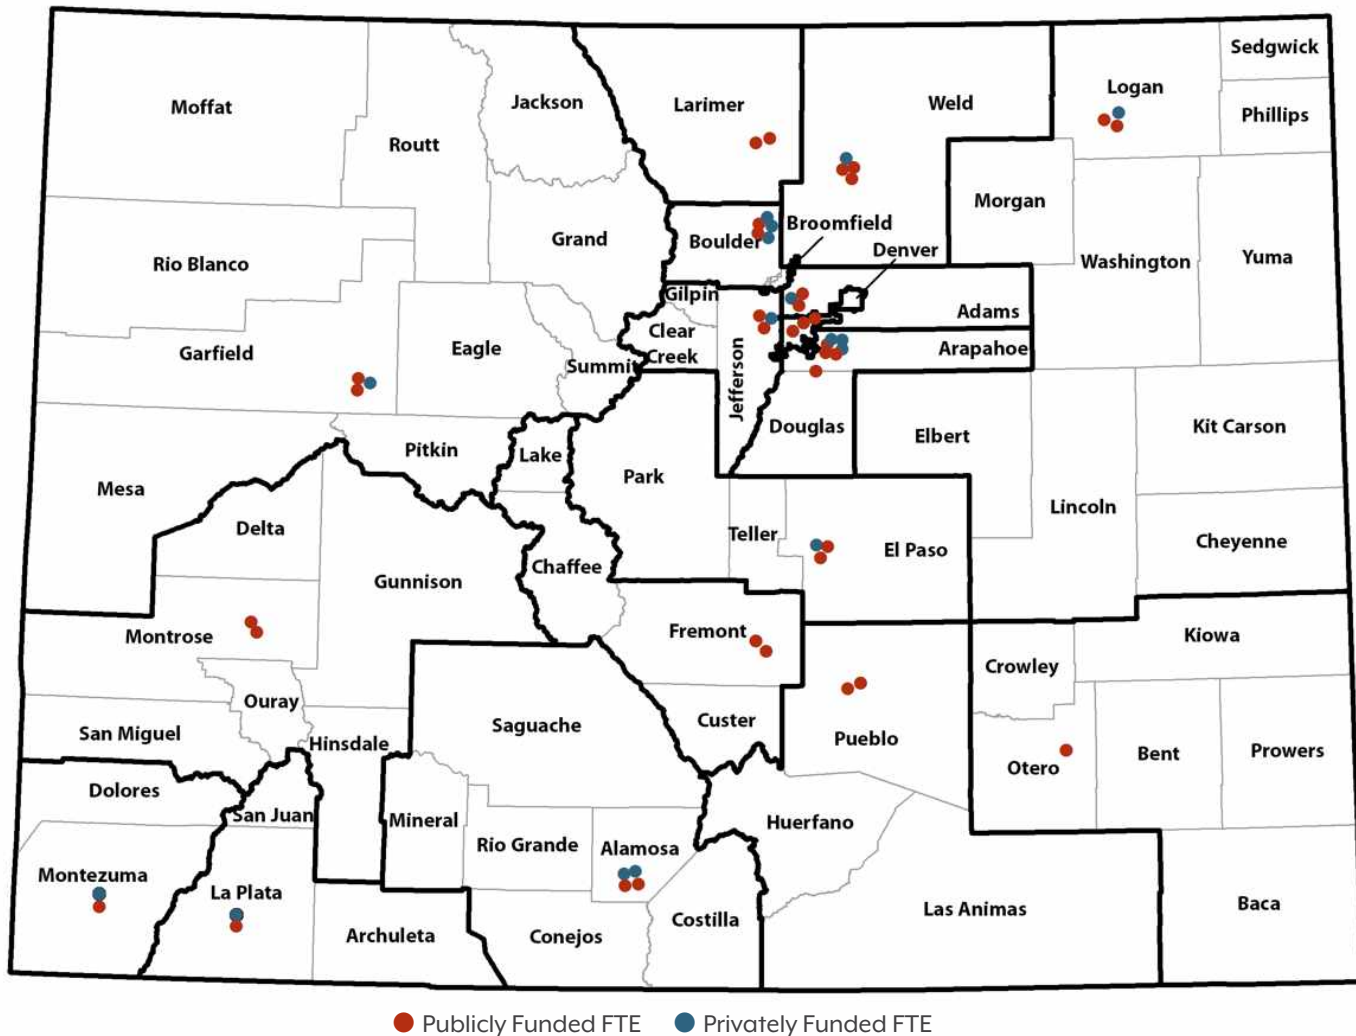 Sedgwick
Logan
Moffat
Jackson
Larimer
Weld
Phillips
Routt
Morgan
Broomfield
Boulder
Grand
Denver
Rio Blanco
Washington
Yuma
Gilpin
Adams
Clear
Creek
Garfield
Eagle
Summit
Arapahoe
Jefferson
Douglas
Kit Carson
Elbert
Pitkin
Lake
Park
Mesa
Lincoln
Delta
Teller
Cheyenne
El Paso
Chaffee
Gunnison
Montrose
Fremont
Kiowa
Crowley
Ouray
Custer
San Miguel
Saguache
Hinsdale
Pueblo
Bent
Prowers
Otero
Dolores
San Juan
Mineral
Huerfano
Rio Grande
Alamosa
Montezuma
La Plata
Baca
Las Animas
Costilla
Archuleta
Conejos
Publicly Funded FTE
Privately Funded FTE